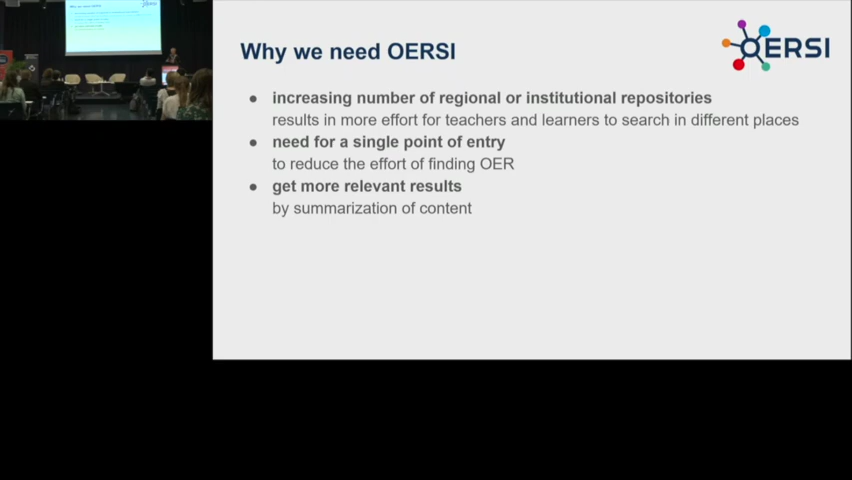 Why we need OERSI
OERSI
● increasing number of regional or institutional repositories
results in more effort for teachers and learners to search in different places
● need for a single point of entry
to reduce the effort of finding OER
● get more relevant results
by summarization of content